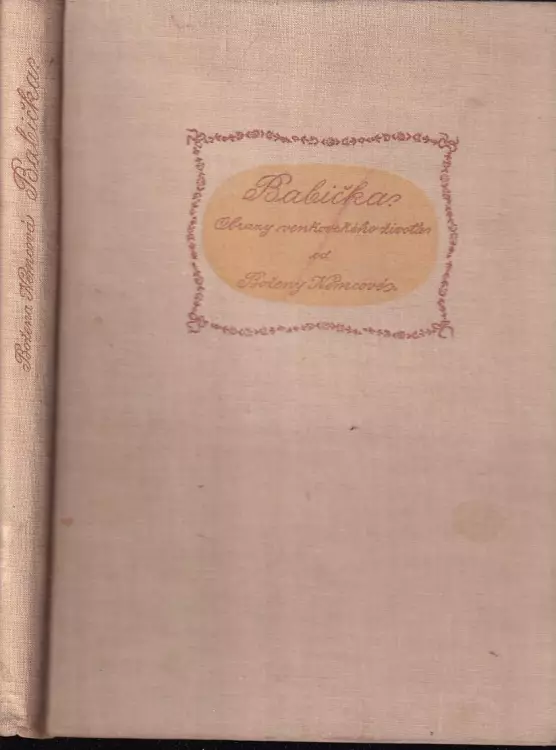 Božena Němcová Babička
Babička
Obrazy venkovského života
od
Boženy Němcové